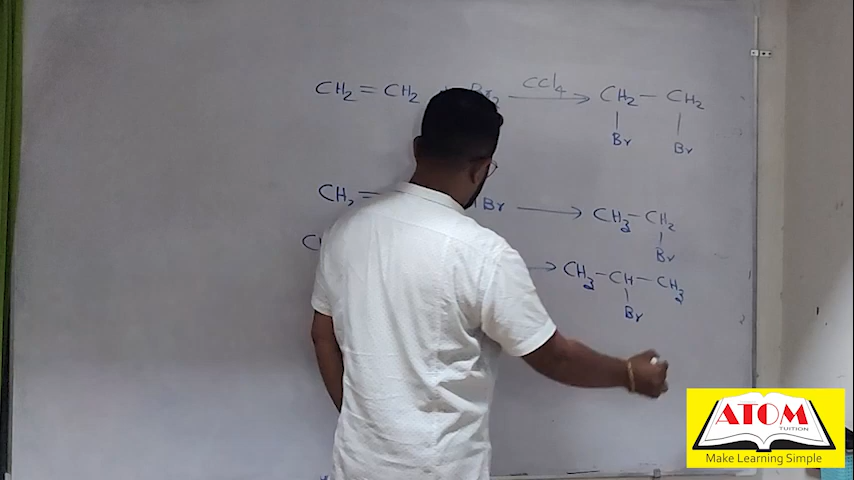 CH2 = CH2 + Br2 CCl4 → CH2 — CH2
Br Br
CH2 = Br → CH3 — CH2
Br
→ CH3 — CH — CH3
Br
ATOM
TUITION
Make Learning Simple